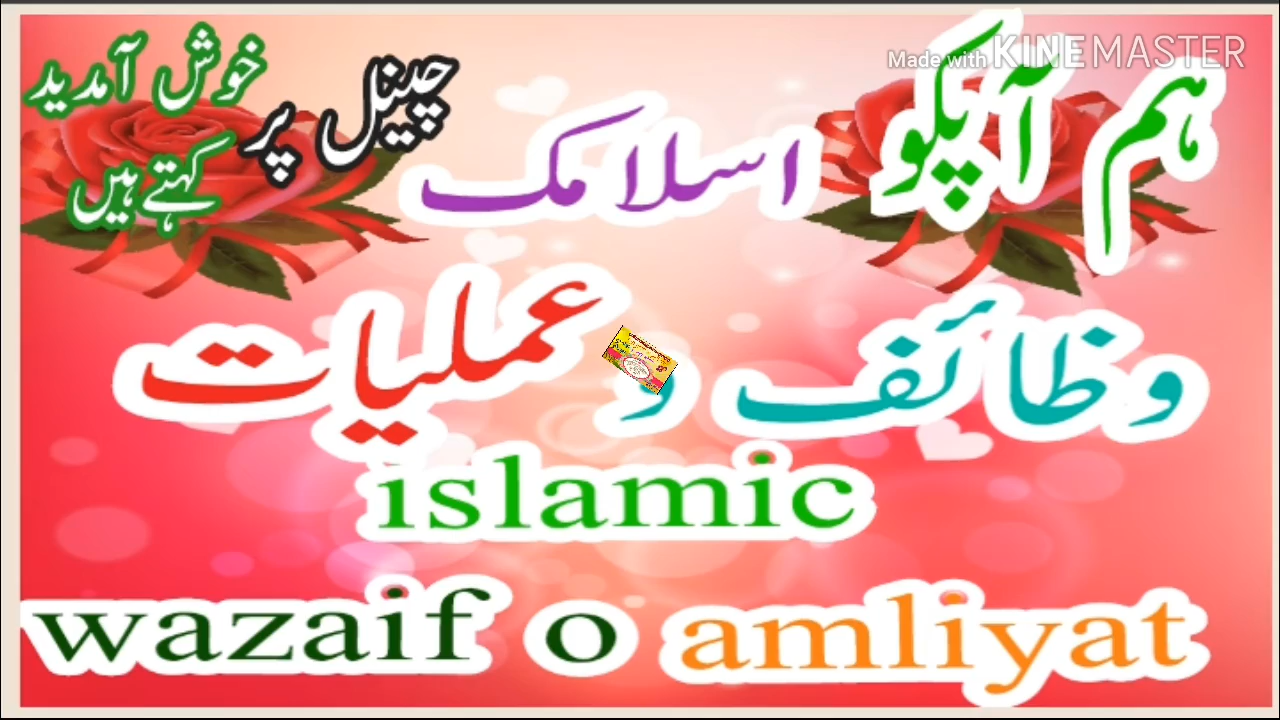 Made with KINEMASTER
ہم آپکو اسلامک چینل پر خوش آمدید
کہتے ہیں
وظائف و عملیات
islamic
wazaif o amliyat